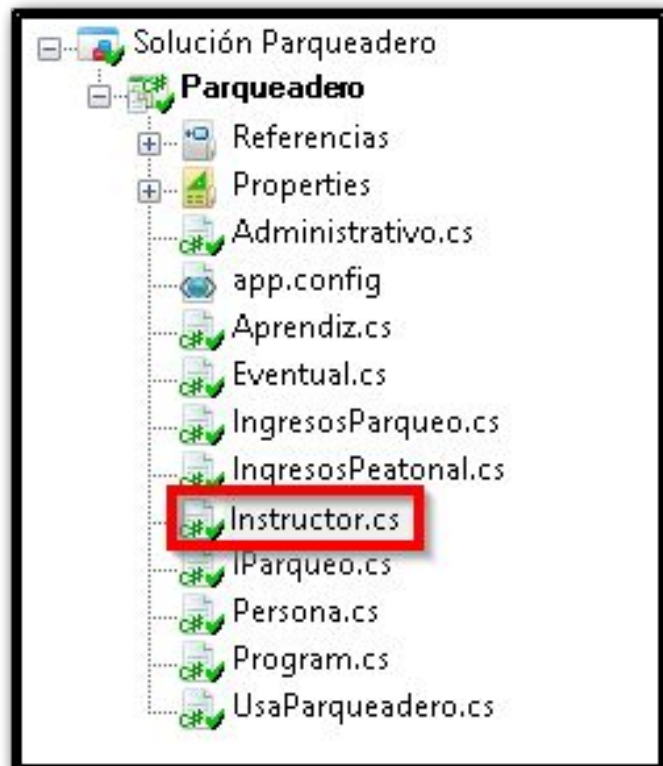 Solución Parqueadero
Parqueadero
Referencias
Properties
Administrativo.cs
app.config
Aprendiz.cs
Eventual.cs
IngresosParqueo.cs
IngresosPeatonal.cs
Instructor.cs
IParqueo.cs
Persona.cs
Program.cs
UsaParqueadero.cs